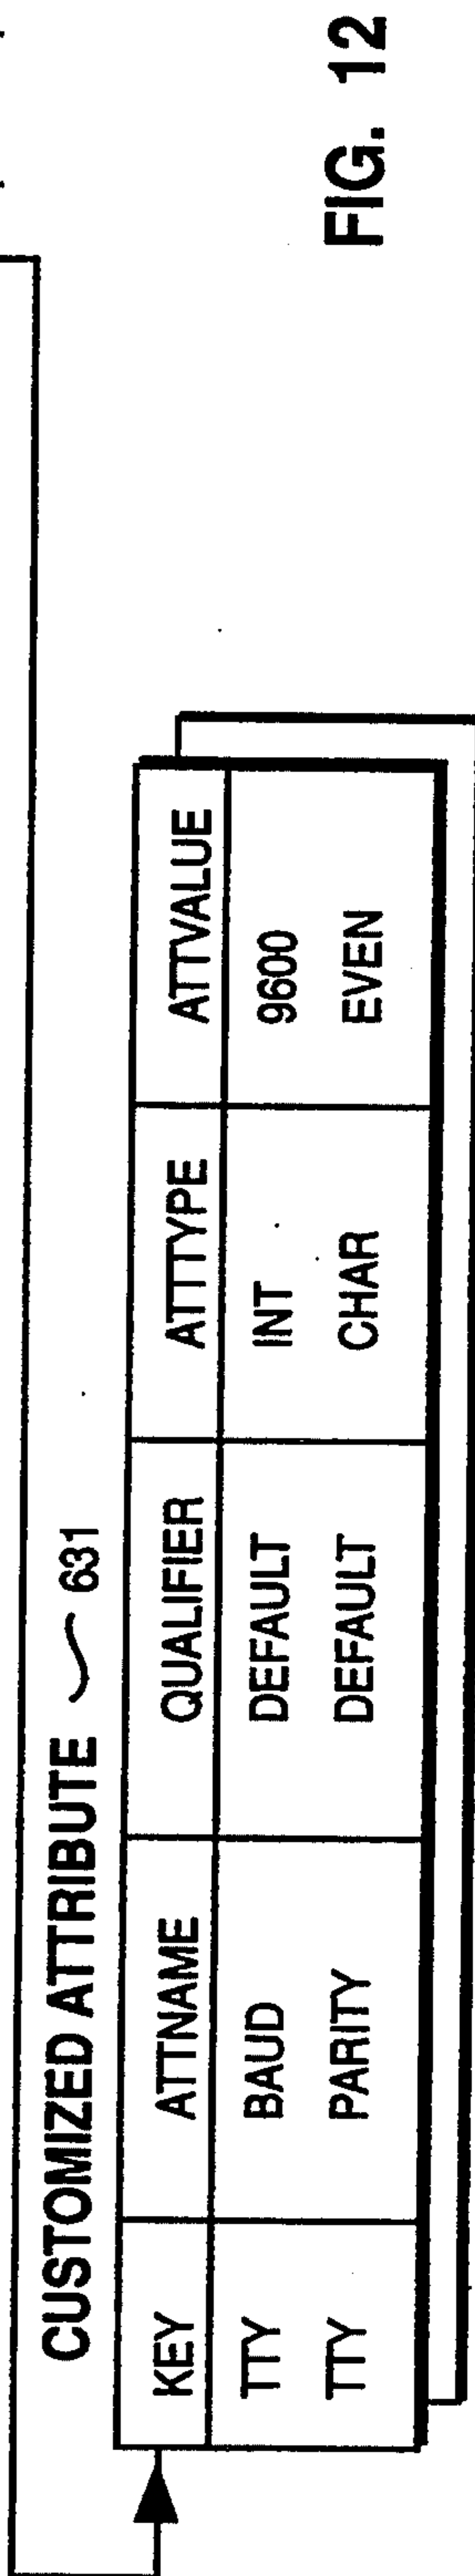 CUSTOMIZED ATTRIBUTE 631
KEY ATTNAME QUALIFIER ATTTYPE ATTVALUE
TTY BAUD DEFAULT INT 9600
TTY PARITY DEFAULT CHAR EVEN
FIG. 12